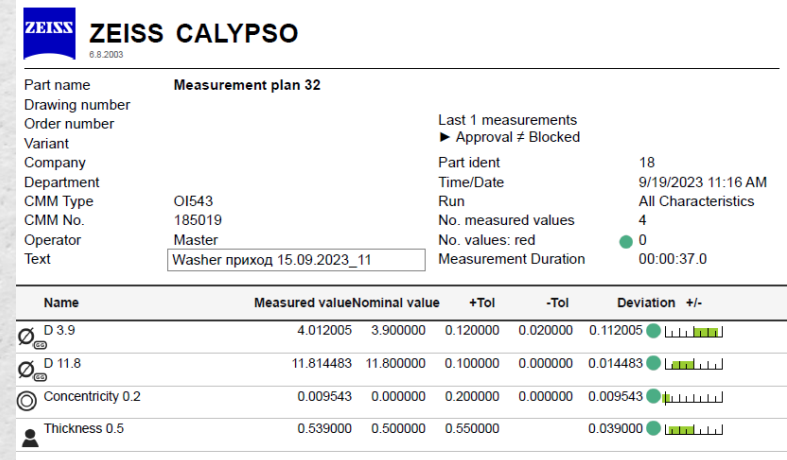 ZEISS
ZEISS CALYPSO
6.8.2003
Part name Measurement plan 32
Drawing number
Order number
Variant
Company
Department
CMM Type OI543
CMM No. 185019
Operator Master
Text Washer приход 15.09.2023_11
Last 1 measurements
► Approval ≠ Blocked
Part ident 18
Time/Date 9/19/2023 11:16 AM
Run All Characteristics
No. measured values 4
No. values: red 0
Measurement Duration 00:00:37.0
Name Measured value Nominal value +Tol -Tol Deviation +/-
D 3.9 4.012005 3.900000 0.120000 0.020000 0.112005
D 11.8 11.814483 11.800000 0.100000 0.000000 0.014483
Concentricity 0.2 0.009543 0.000000 0.200000 0.000000 0.009543
Thickness 0.5 0.539000 0.500000 0.550000 0.039000